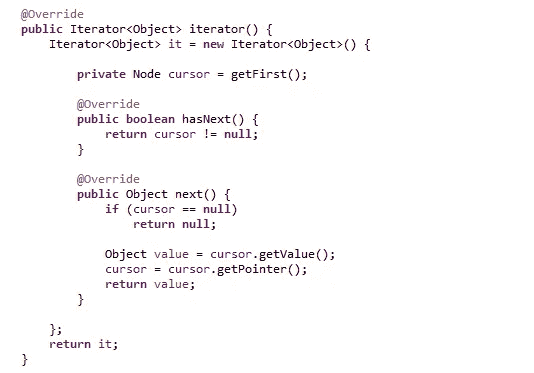 @Override
public Iterator<Object> iterator() {
    Iterator<Object> it = new Iterator<Object>() {

        private Node cursor = getFirst();

        @Override
        public boolean hasNext() {
            return cursor != null;
        }

        @Override
        public Object next() {
            if (cursor == null)
                return null;

            Object value = cursor.getValue();
            cursor = cursor.getPointer();
            return value;
        }

    };
    return it;
}